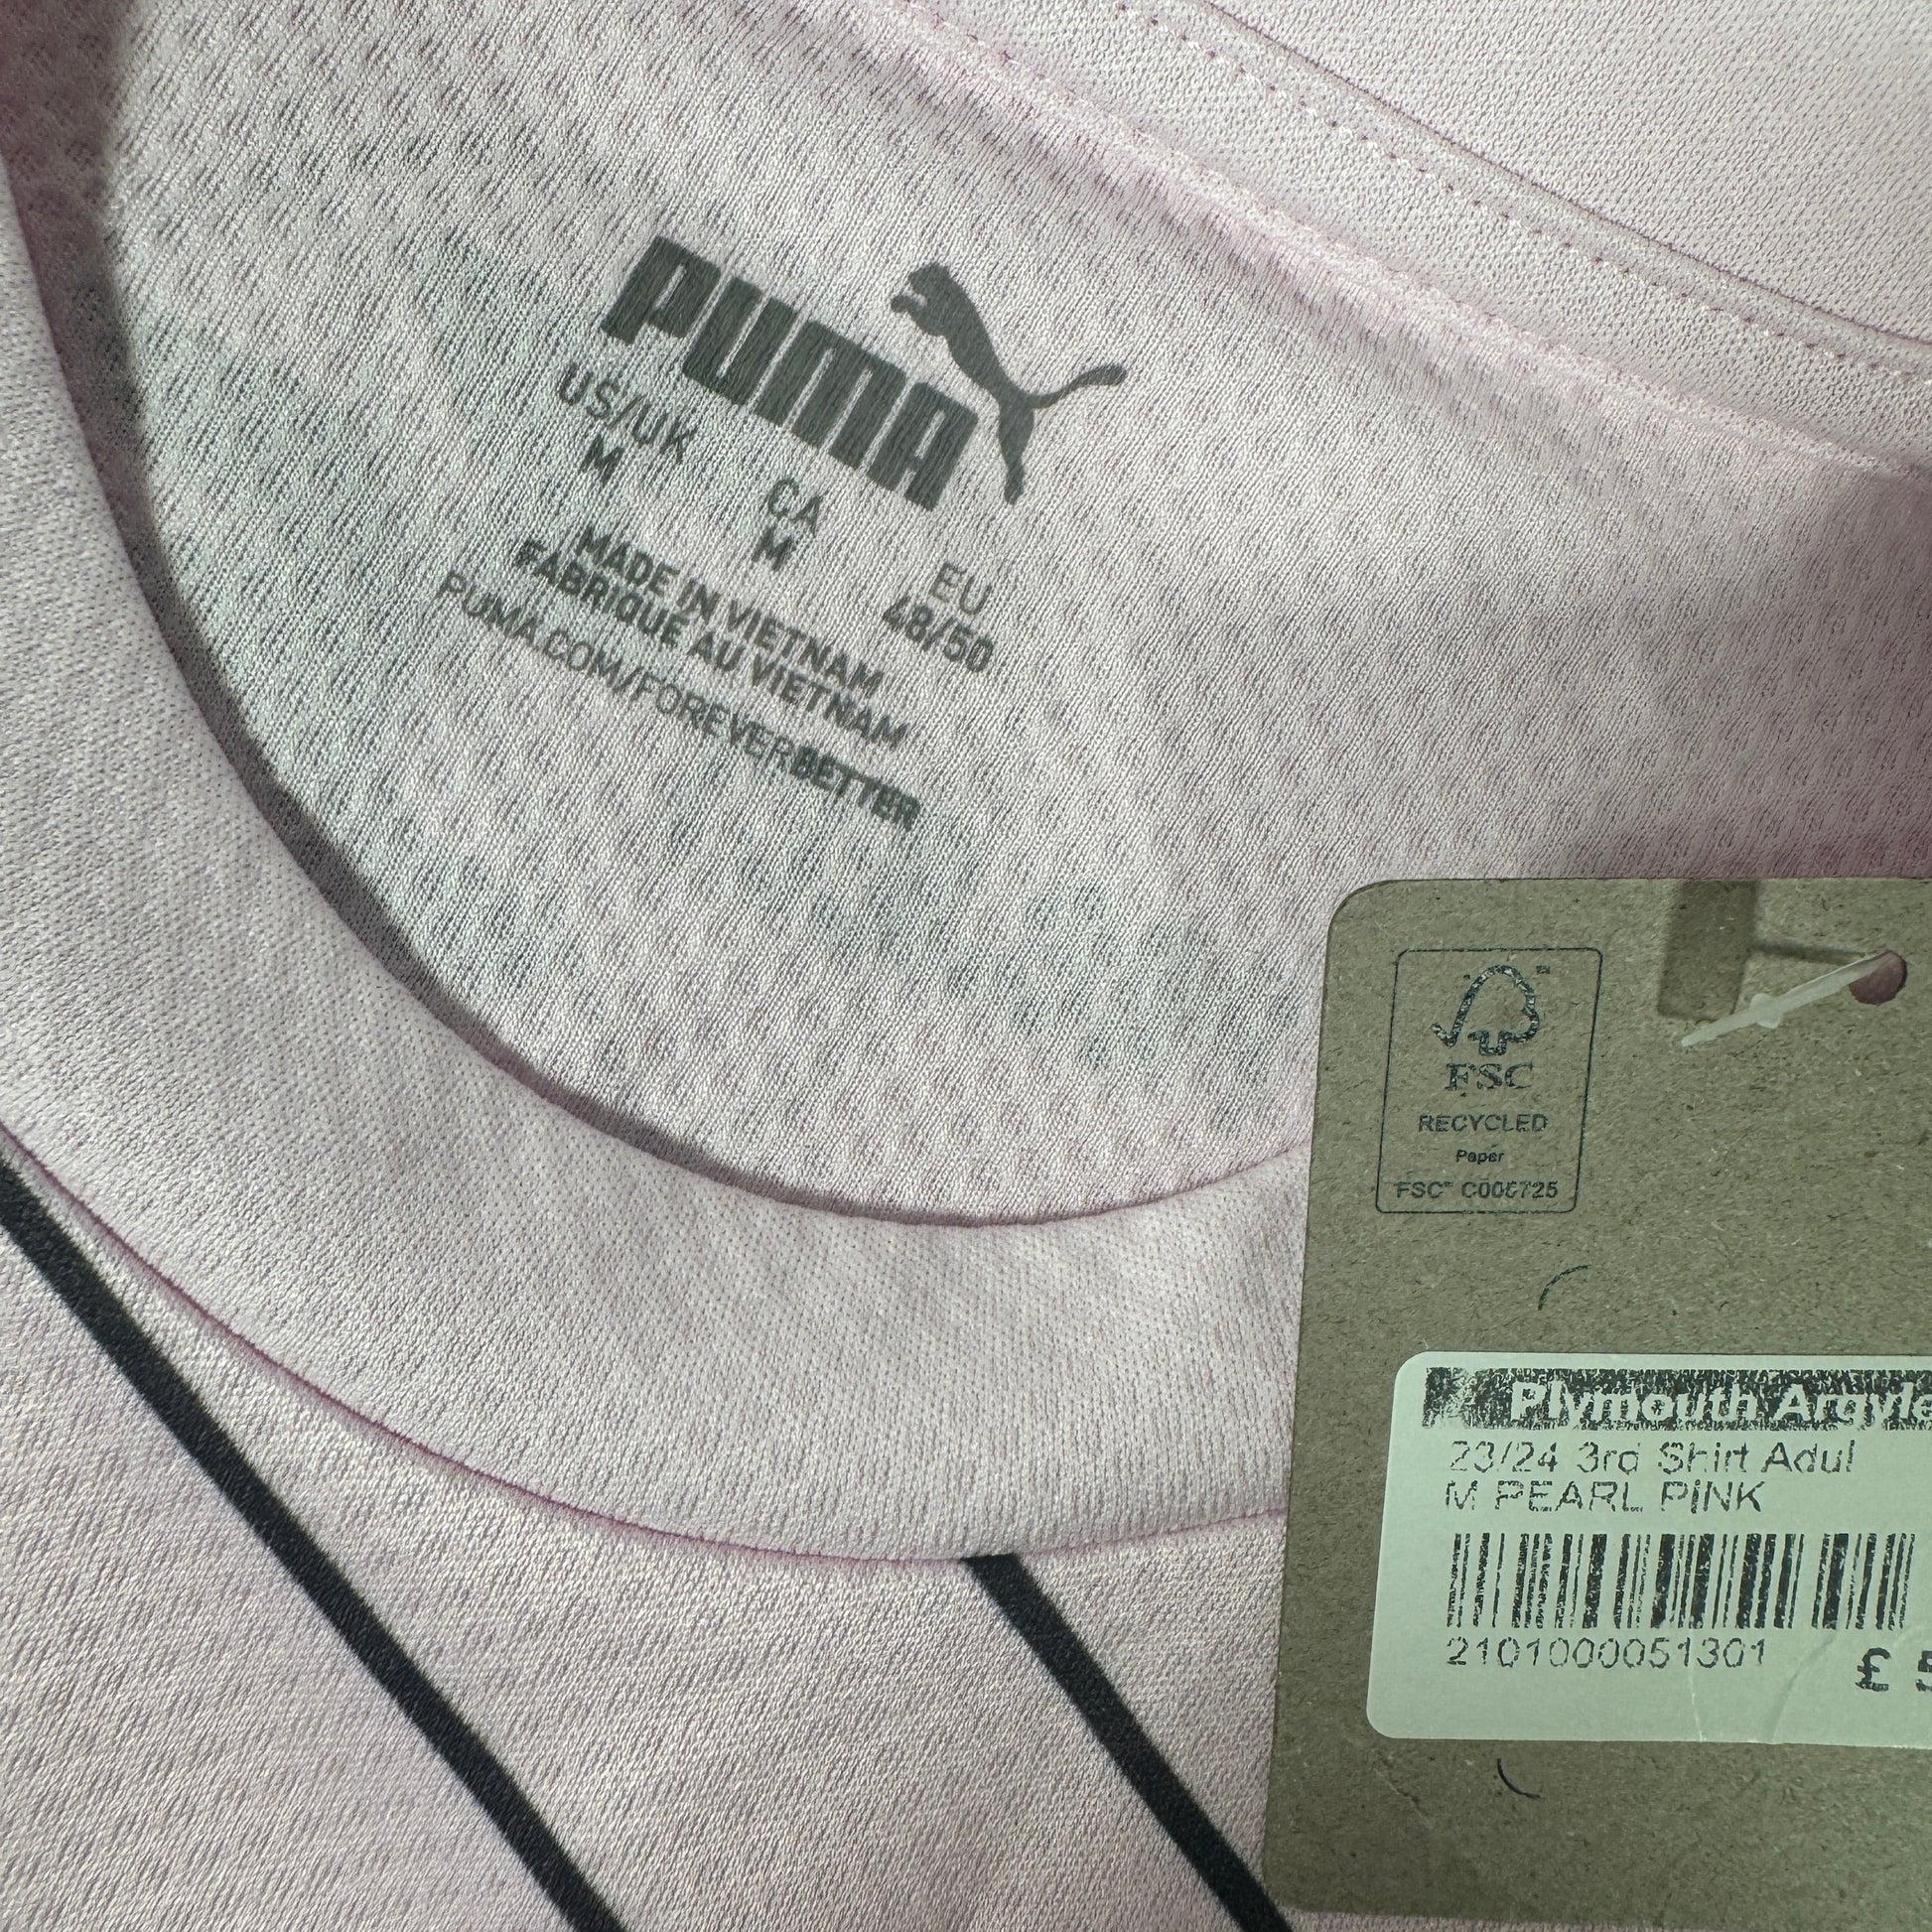 PUMA
US/UK CA EU
M M 48/50
MADE IN VIETNAM
FABRIQUÉ AU VIETNAM
PUMA.COM/FOREVERBETTER
FSC
RECYCLED
Paper
Plymouth Argyle
23/24 3rd Shirt Adul
M PEARL PINK
2101000051301
£ 5